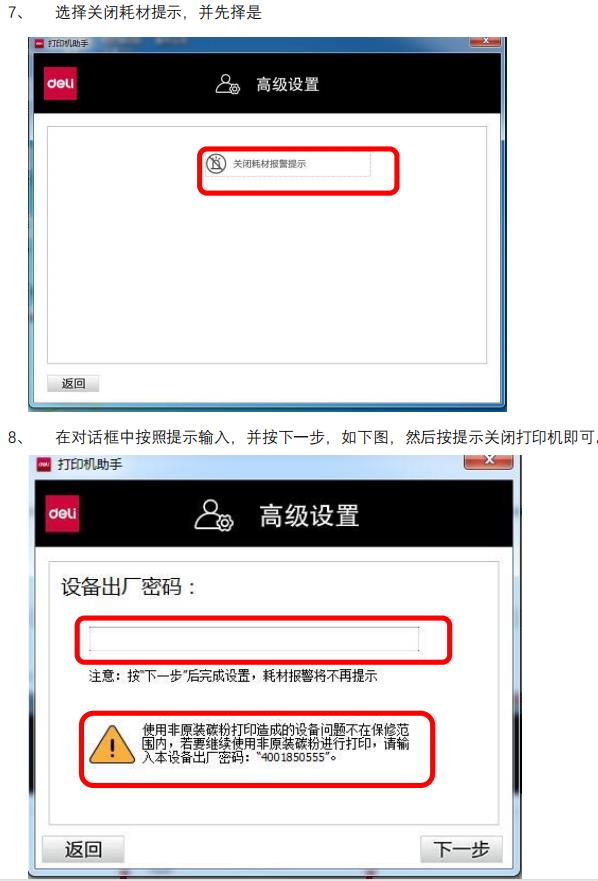 7、 选择关闭耗材提示，并先择是
打印机助手
deli 高级设置
关闭耗材报警提示
返回
8、 在对话框中按照提示输入，并按下一步，如下图，然后按提示关闭打印机即可。
打印机助手
deli 高级设置
设备出厂密码：
注意：按"下一步"后完成设置，耗材报警将不再提示
使用非原装碳粉打印造成的设备问题不在保修范
围内，若要继续使用非原装碳粉进行打印，请输
入本设备出厂密码："4001850555"。
返回 下一步